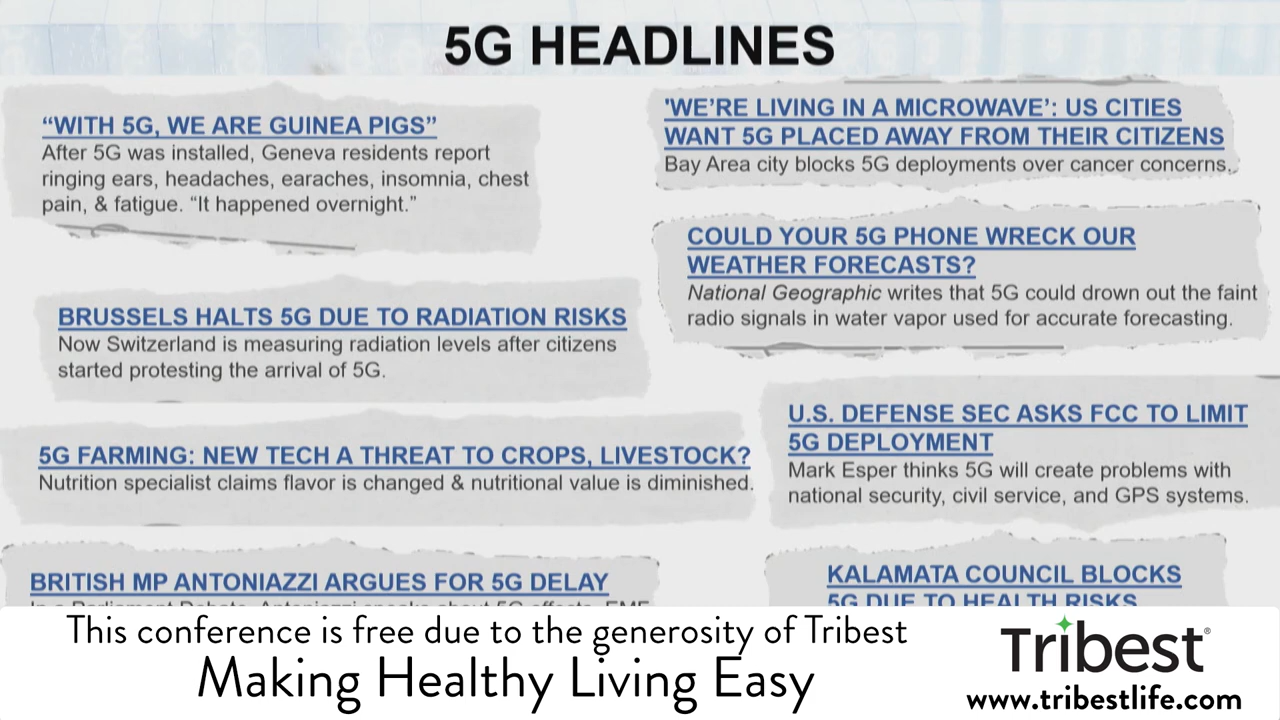 5G HEADLINES
“WITH 5G, WE ARE GUINEA PIGS”
After 5G was installed, Geneva residents report
ringing ears, headaches, earaches, insomnia, chest
pain, & fatigue. “It happened overnight.”
BRUSSELS HALTS 5G DUE TO RADIATION RISKS
Now Switzerland is measuring radiation levels after citizens
started protesting the arrival of 5G.
5G FARMING: NEW TECH A THREAT TO CROPS, LIVESTOCK?
Nutrition specialist claims flavor is changed & nutritional value is diminished.
BRITISH MP ANTONIAZZI ARGUES FOR 5G DELAY
'WE’RE LIVING IN A MICROWAVE’: US CITIES
WANT 5G PLACED AWAY FROM THEIR CITIZENS
Bay Area city blocks 5G deployments over cancer concerns.
COULD YOUR 5G PHONE WRECK OUR
WEATHER FORECASTS?
National Geographic writes that 5G could drown out the faint
radio signals in water vapor used for accurate forecasting.
U.S. DEFENSE SEC ASKS FCC TO LIMIT
5G DEPLOYMENT
Mark Esper thinks 5G will create problems with
national security, civil service, and GPS systems.
KALAMATA COUNCIL BLOCKS
5G DUE TO HEALTH RISKS
This conference is free due to the generosity of Tribest
Making Healthy Living Easy
Tribest®
www.tribestlife.com